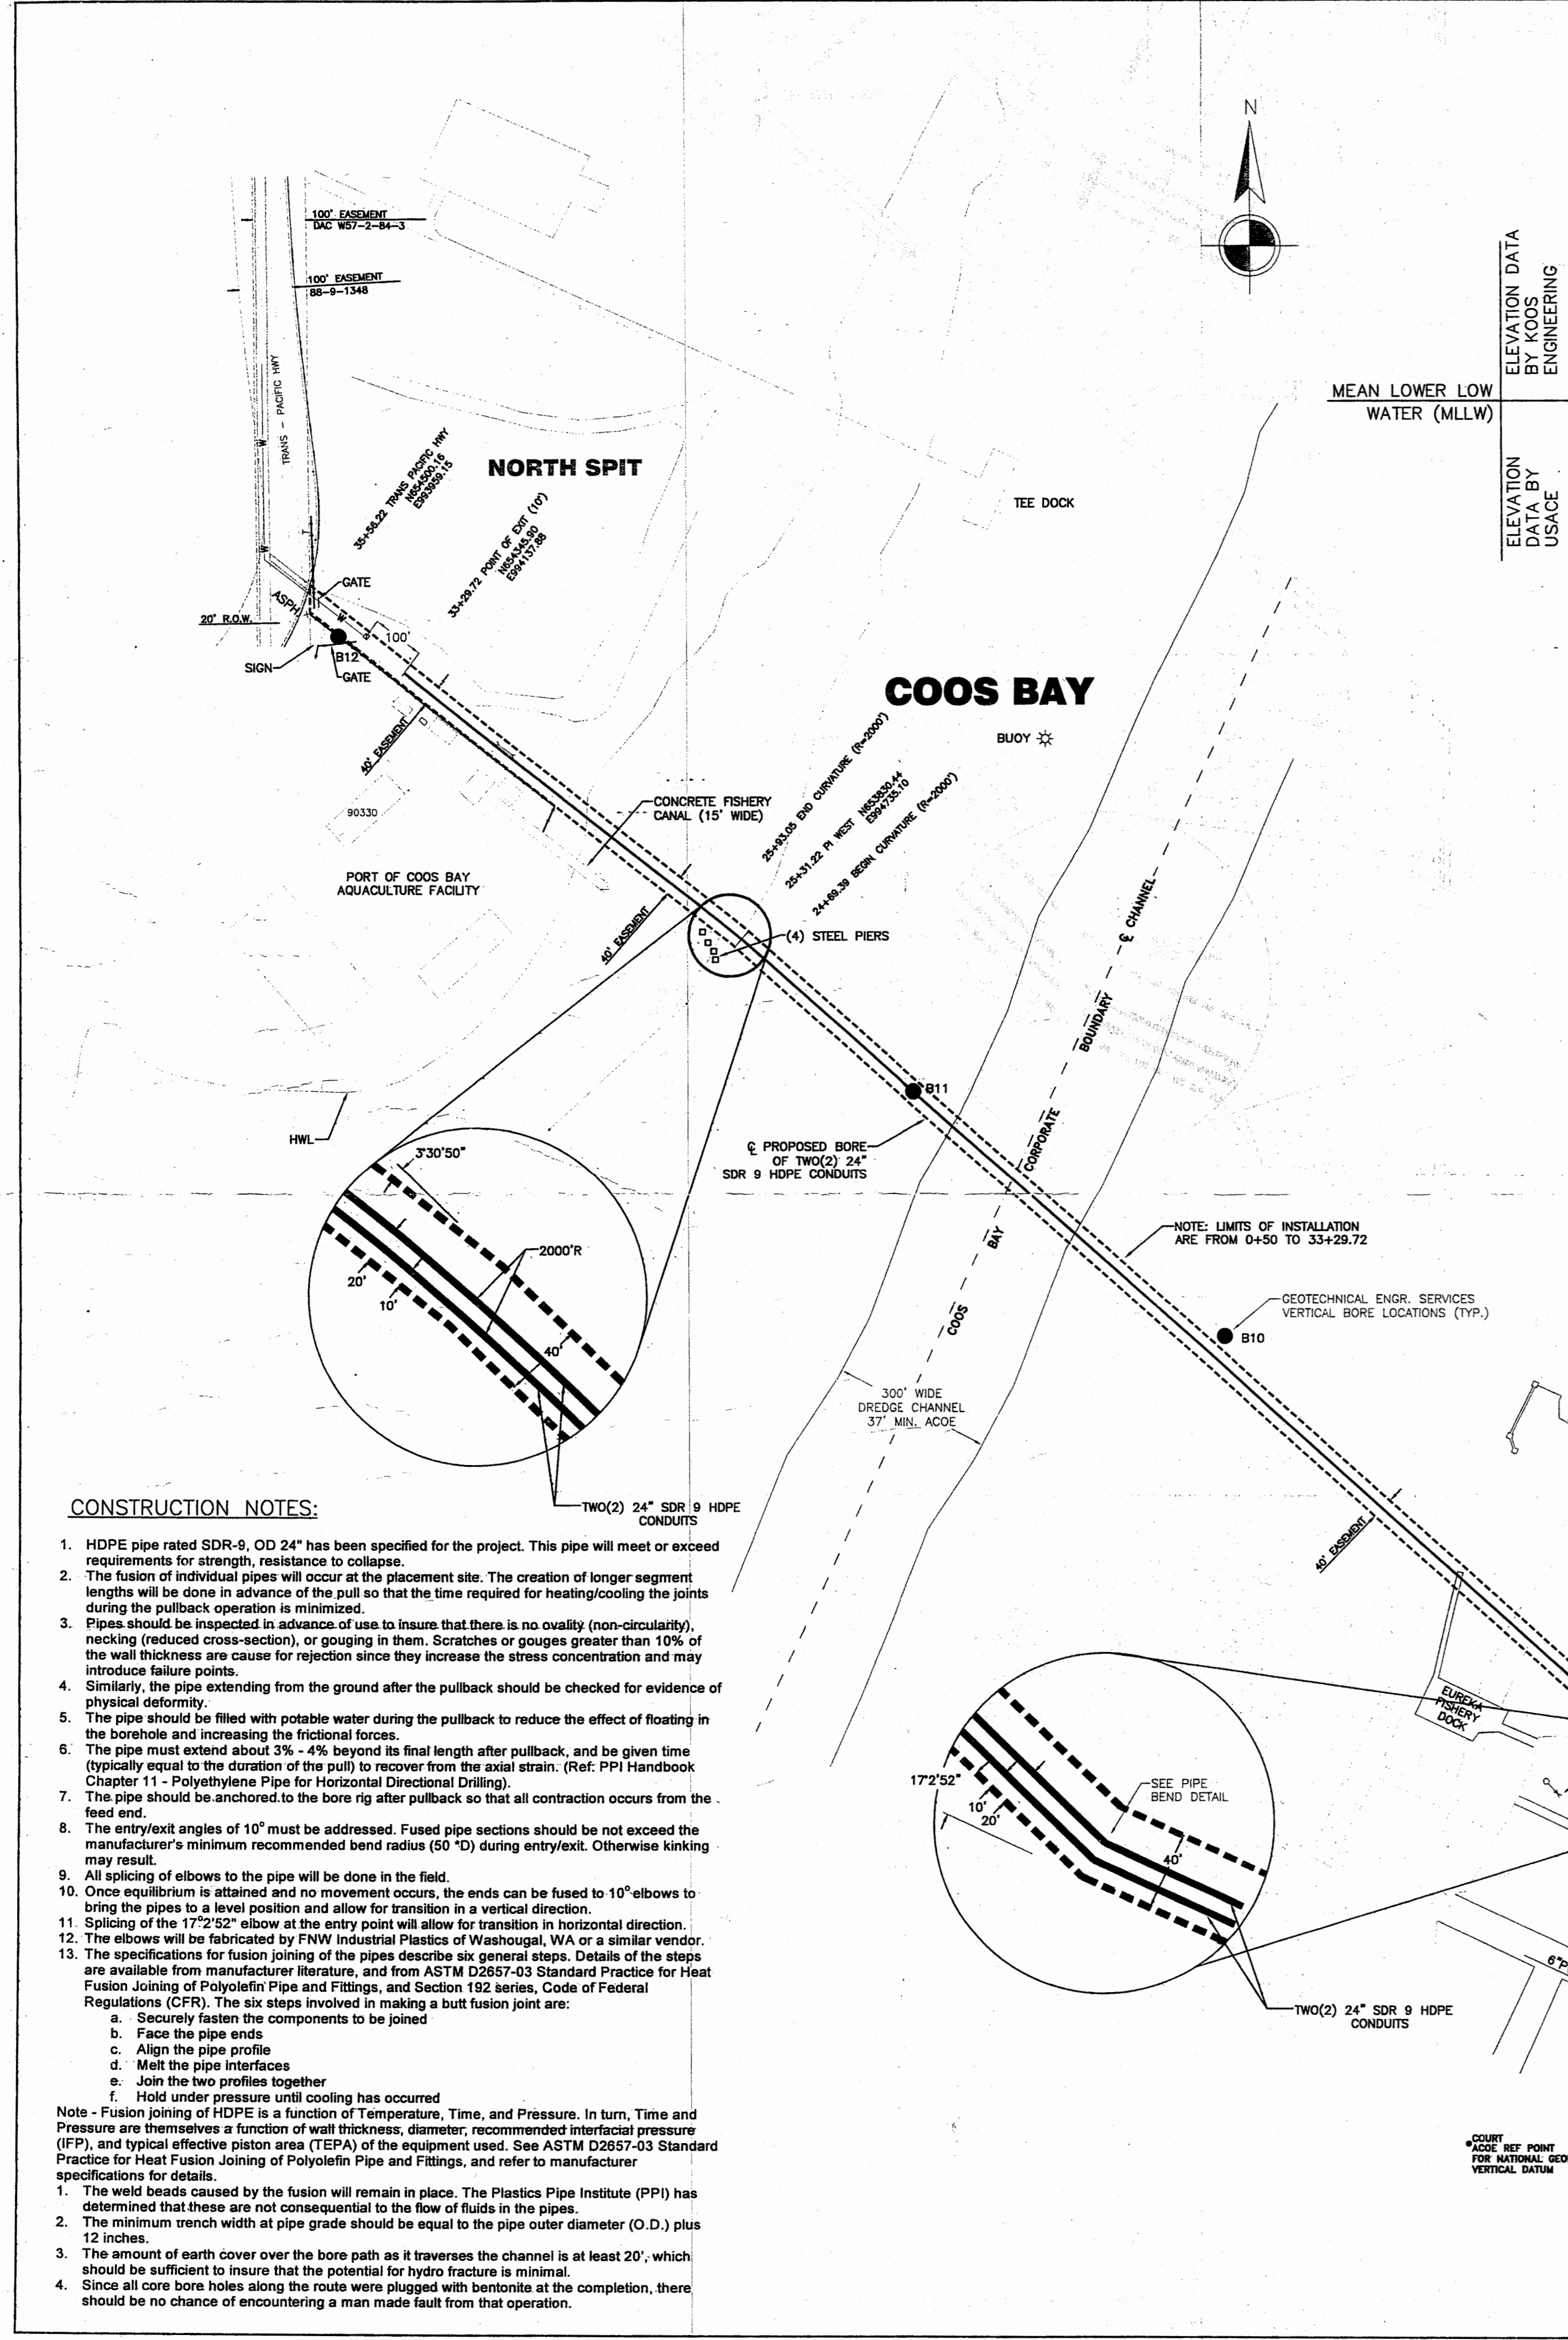 N
100' EASEMENT
DAC W57-2-84-3
100' EASEMENT
88-9-1348
TRANS - PACIFIC HWY
W
W
ELEVATION DATA
BY KOOS
ENGINEERING
MEAN LOWER LOW
WATER (MLLW)
ELEVATION
DATA BY
USACE
35+56.22 TRANS PACIFIC HWY
N654500.16
E993959.15
NORTH SPIT
33+29.72 POINT OF EXIT (10')
N654345.90
E994137.88
TEE DOCK
GATE
ASPH
W
20' R.O.W.
100'
B12
SIGN
GATE
COOS BAY
BUOY
40' EASEMENT
25+93.05 END CURVATURE (R=2000')
25+31.22 PI WEST N653830.44
E994735.10
24+69.39 BEGIN CURVATURE (R=2000')
90330
CONCRETE FISHERY
CANAL (15' WIDE)
PORT OF COOS BAY
AQUACULTURE FACILITY
40' EASEMENT
(4) STEEL PIERS
℄ CHANNEL
BOUNDARY
CORPORATE
BAY
COOS
B11
HWL
℄ PROPOSED BORE
OF TWO(2) 24"
SDR 9 HDPE CONDUITS
3°30'50"
2000'R
20'
10'
40'
NOTE: LIMITS OF INSTALLATION
ARE FROM 0+50 TO 33+29.72
GEOTECHNICAL ENGR. SERVICES
VERTICAL BORE LOCATIONS (TYP.)
B10
300' WIDE
DREDGE CHANNEL
37' MIN. ACOE
TWO(2) 24" SDR 9 HDPE
CONDUITS
40' EASEMENT
CONSTRUCTION NOTES:
1. HDPE pipe rated SDR-9, OD 24" has been specified for the project. This pipe will meet or exceed
requirements for strength, resistance to collapse.
2. The fusion of individual pipes will occur at the placement site. The creation of longer segment
lengths will be done in advance of the pull so that the time required for heating/cooling the joints
during the pullback operation is minimized.
3. Pipes should be inspected in advance of use to insure that there is no ovality (non-circularity),
necking (reduced cross-section), or gouging in them. Scratches or gouges greater than 10% of
the wall thickness are cause for rejection since they increase the stress concentration and may
introduce failure points.
4. Similarly, the pipe extending from the ground after the pullback should be checked for evidence of
physical deformity.
5. The pipe should be filled with potable water during the pullback to reduce the effect of floating in
the borehole and increasing the frictional forces.
6. The pipe must extend about 3% - 4% beyond its final length after pullback, and be given time
(typically equal to the duration of the pull) to recover from the axial strain. (Ref: PPI Handbook
Chapter 11 - Polyethylene Pipe for Horizontal Directional Drilling).
7. The pipe should be anchored to the bore rig after pullback so that all contraction occurs from the
feed end.
8. The entry/exit angles of 10° must be addressed. Fused pipe sections should be not exceed the
manufacturer's minimum recommended bend radius (50 *D) during entry/exit. Otherwise kinking
may result.
9. All splicing of elbows to the pipe will be done in the field.
10. Once equilibrium is attained and no movement occurs, the ends can be fused to 10° elbows to
bring the pipes to a level position and allow for transition in a vertical direction.
11. Splicing of the 17°2'52" elbow at the entry point will allow for transition in horizontal direction.
12. The elbows will be fabricated by FNW Industrial Plastics of Washougal, WA or a similar vendor.
13. The specifications for fusion joining of the pipes describe six general steps. Details of the steps
are available from manufacturer literature, and from ASTM D2657-03 Standard Practice for Heat
Fusion Joining of Polyolefin Pipe and Fittings, and Section 192 series, Code of Federal
Regulations (CFR). The six steps involved in making a butt fusion joint are:
a. Securely fasten the components to be joined
b. Face the pipe ends
c. Align the pipe profile
d. Melt the pipe interfaces
e. Join the two profiles together
f. Hold under pressure until cooling has occurred
Note - Fusion joining of HDPE is a function of Temperature, Time, and Pressure. In turn, Time and
Pressure are themselves a function of wall thickness, diameter, recommended interfacial pressure
(IFP), and typical effective piston area (TEPA) of the equipment used. See ASTM D2657-03 Standard
Practice for Heat Fusion Joining of Polyolefin Pipe and Fittings, and refer to manufacturer
specifications for details.
1. The weld beads caused by the fusion will remain in place. The Plastics Pipe Institute (PPI) has
determined that these are not consequential to the flow of fluids in the pipes.
2. The minimum trench width at pipe grade should be equal to the pipe outer diameter (O.D.) plus
12 inches.
3. The amount of earth cover over the bore path as it traverses the channel is at least 20', which
should be sufficient to insure that the potential for hydro fracture is minimal.
4. Since all core bore holes along the route were plugged with bentonite at the completion, there
should be no chance of encountering a man made fault from that operation.
EUREKA
FISHERY
DOCK
17°2'52"
10'
20'
SEE PIPE
BEND DETAIL
40'
6"P
TWO(2) 24" SDR 9 HDPE
CONDUITS
COURT
ACOE REF POINT
FOR NATIONAL GEO
VERTICAL DATUM